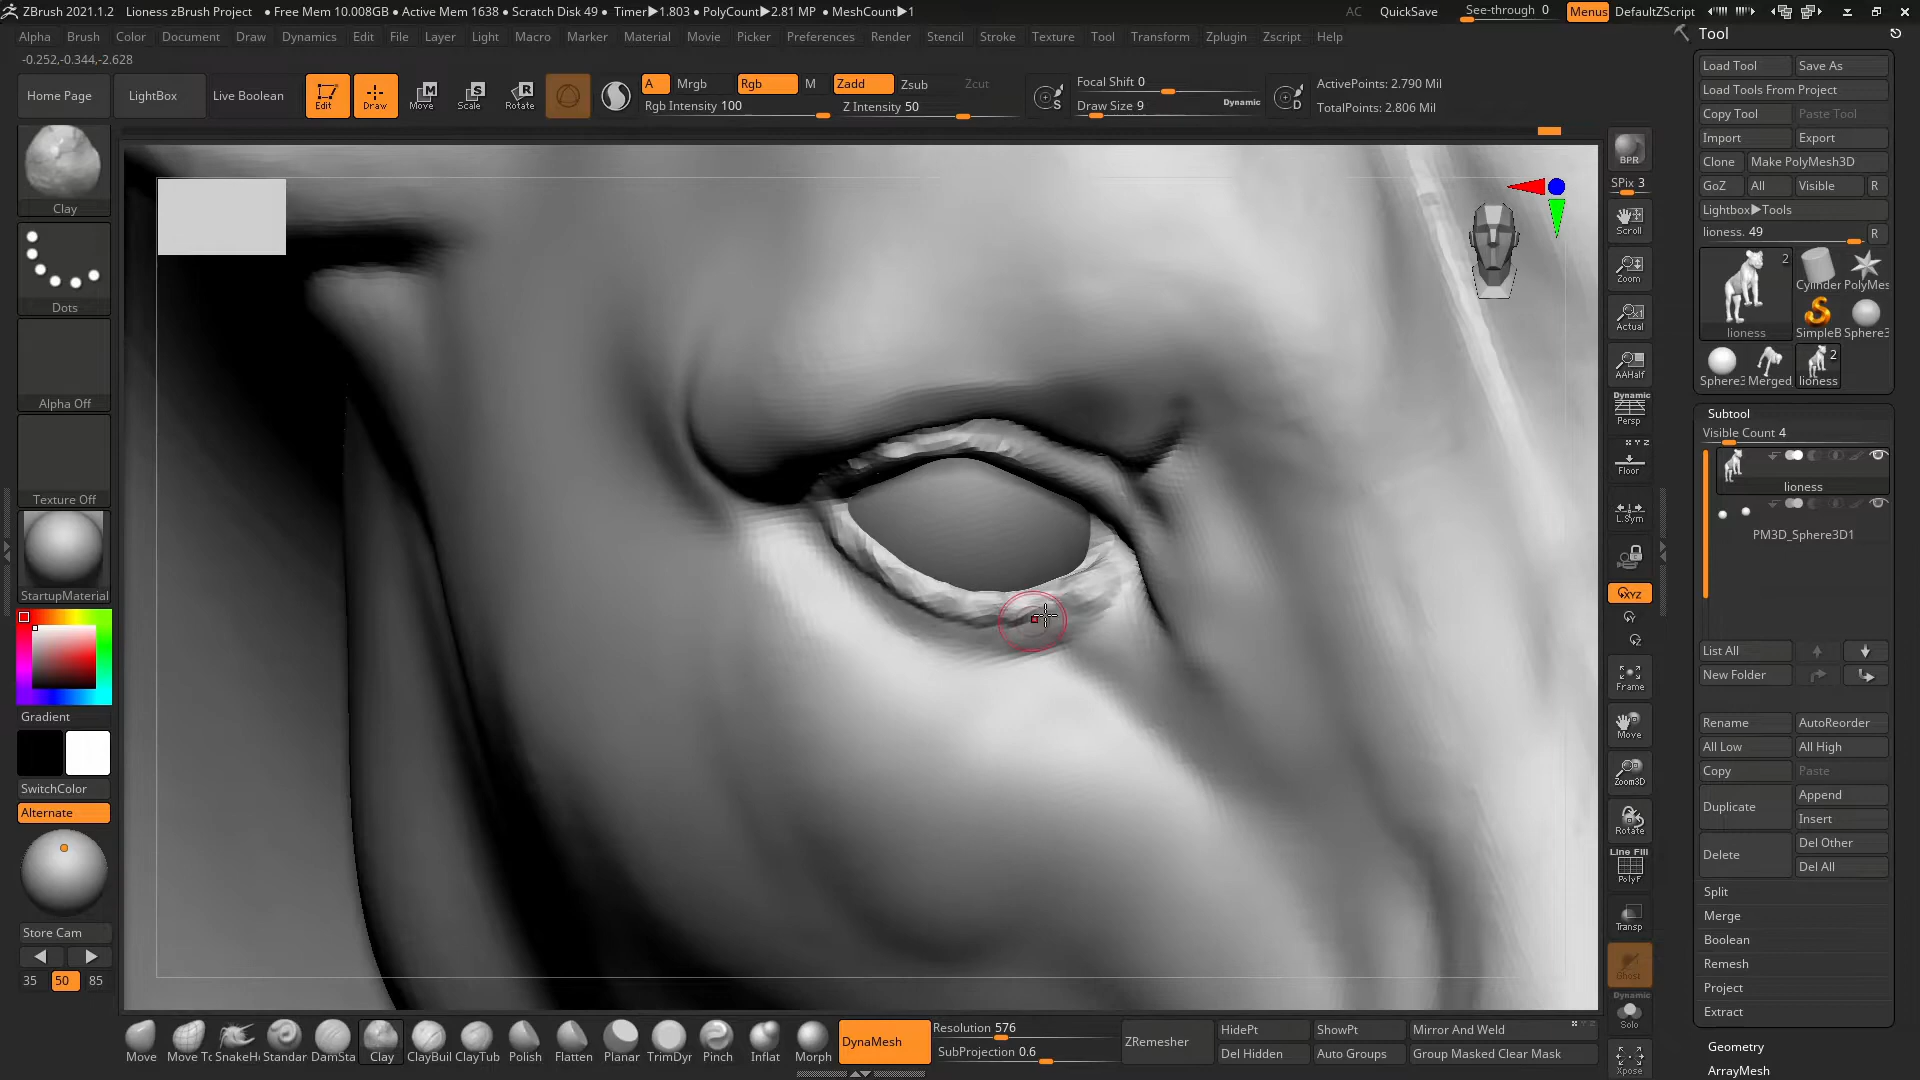 ZBrush 2021.1.2 Lioness zBrush Project ● Free Mem 10.008GB ● Active Mem 1638 ● Scratch Disk 49 ● Timer▶1.803 ● PolyCount▶2.81 MP ● MeshCount▶1 AC QuickSave See-through 0 Menus DefaultZScript
Alpha Brush Color Document Draw Dynamics Edit File Layer Light Macro Marker Material Movie Picker Preferences Render Stencil Stroke Texture Tool Transform Zplugin Zscript Help
-0.252,-0.344,-2.628
Home Page LightBox Live Boolean Edit Draw Move Scale Rotate
A Mrgb Rgb M Zadd Zsub Zcut
Rgb Intensity 100 Z Intensity 50
Focal Shift 0
Draw Size 9 Dynamic
ActivePoints: 2.790 Mil
TotalPoints: 2.806 Mil
Clay
Dots
Alpha Off
Texture Off
StartupMaterial
Gradient
SwitchColor
Alternate
Store Cam
35 50 85
BPR
SPix 3
Scroll
Zoom
Actual
AAHalf
Dynamic
Persp
Floor
L.Sym
XYZ
Y
Z
Frame
Move
Zoom3D
Rotate
Line Fill
PolyF
Transp
Ghost
Dynamic
Solo
Xpose
Tool
Load Tool Save As
Load Tools From Project
Copy Tool Paste Tool
Import Export
Clone Make PolyMesh3D
GoZ All Visible R
Lightbox▶Tools
lioness. 49 R
2
Cylinder PolyMes
lioness SimpleB Sphere3
2
Sphere3 Merged lioness
Subtool
Visible Count 4
lioness
PM3D_Sphere3D1
List All
New Folder
Rename AutoReorder
All Low All High
Copy Paste
Duplicate Append
Insert
Delete Del Other
Del All
Split
Merge
Boolean
Remesh
Project
Extract
Geometry
ArrayMesh
Move Move To SnakeH Standar DamSta Clay ClayBuil ClayTub Polish Flatten Planar TrimDyr Pinch Inflat Morph
DynaMesh
Resolution 576
SubProjection 0.6
ZRemesher
HidePt ShowPt Mirror And Weld
Del Hidden Auto Groups Group Masked Clear Mask